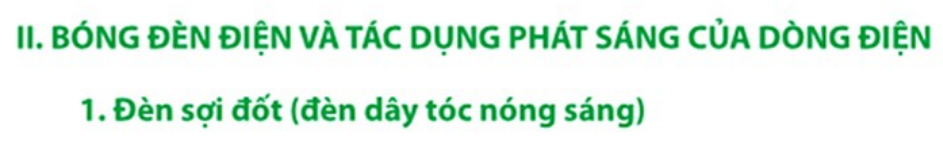 II. BÓNG ĐÈN ĐIỆN VÀ TÁC DỤNG PHÁT SÁNG CỦA DÒNG ĐIỆN
1. Đèn sợi đốt (đèn dây tóc nóng sáng)